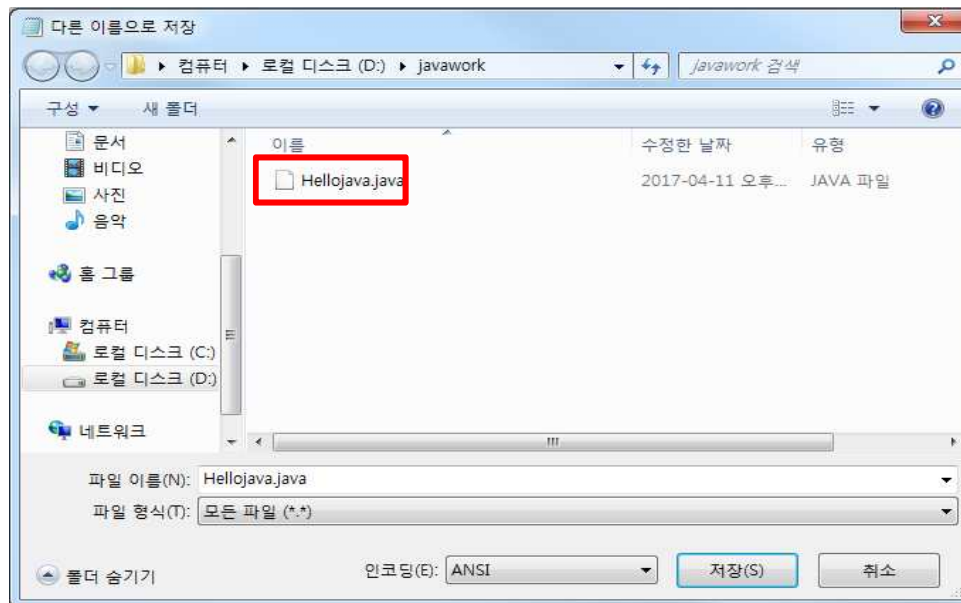 다른 이름으로 저장
컴퓨터 ▸ 로컬 디스크 (D:) ▸ javawork
javawork 검색
구성 ▾ 새 폴더
이름 수정한 날짜 유형
Hellojava.java 2017-04-11 오후... JAVA 파일
문서
비디오
사진
음악
홈 그룹
컴퓨터
로컬 디스크 (C:)
로컬 디스크 (D:)
네트워크
파일 이름(N): Hellojava.java
파일 형식(T): 모든 파일 (*.*)
폴더 숨기기 인코딩(E): ANSI 저장(S) 취소